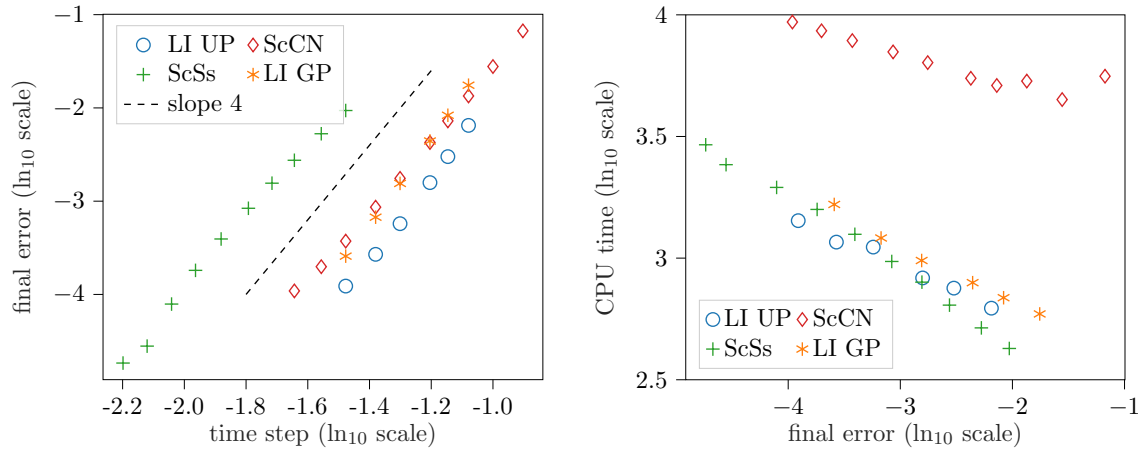 −1
−2
−3
−4
-2.2 -2.0 -1.8 -1.6 -1.4 -1.2 -1.0
time step (ln₁₀ scale)
final error (ln₁₀ scale)
LI UP ScCN
ScSs LI GP
slope 4
4
3.5
3
2.5
−4 −3 −2 −1
final error (ln₁₀ scale)
CPU time (ln₁₀ scale)
LI UP ScCN
ScSs LI GP